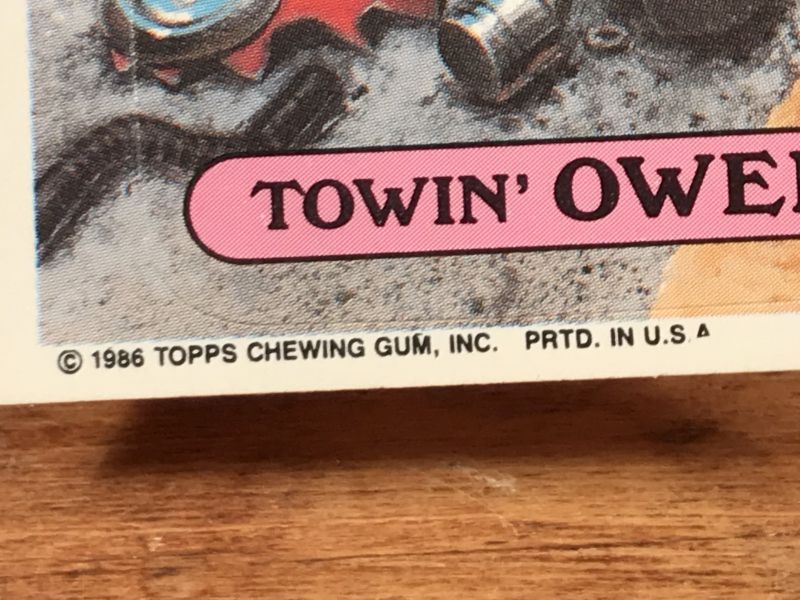 TOWIN' OWE
© 1986 TOPPS CHEWING GUM, INC. PRTD. IN U.S.A